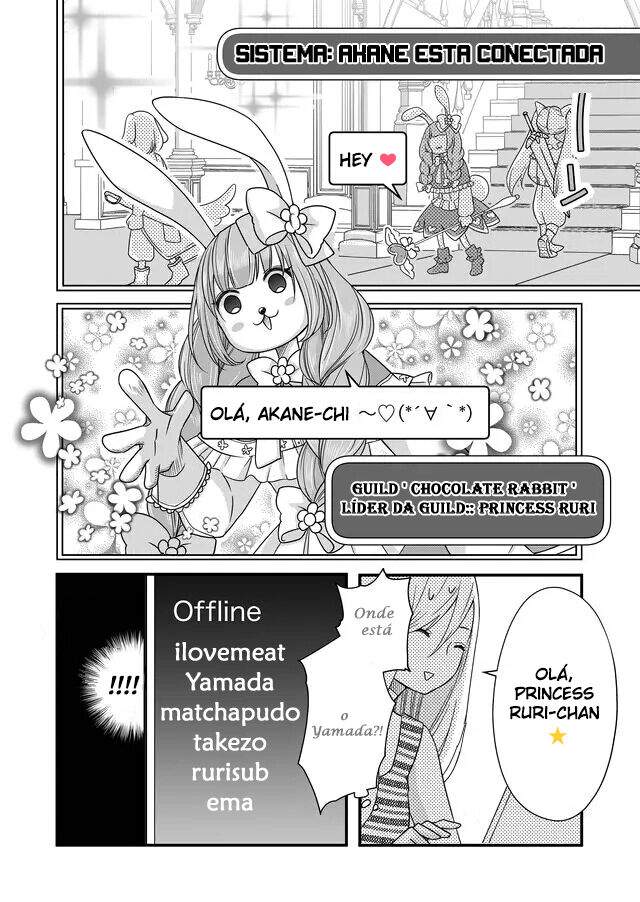 SISTEMA: AKANE ESTA CONECTADA
HEY ❤
OLÁ, AKANE-CHI ～♡(*´∀｀*)
GUILD ' CHOCOLATE RABBIT '
LÍDER DA GUILD:: PRINCESS RURI
OLÁ,
PRINCESS
RURI-CHAN
⭐
Onde
está
o
Yamada?!
Offline
ilovemeat
Yamada
matchapudo
takezo
rurisub
ema
!!!!